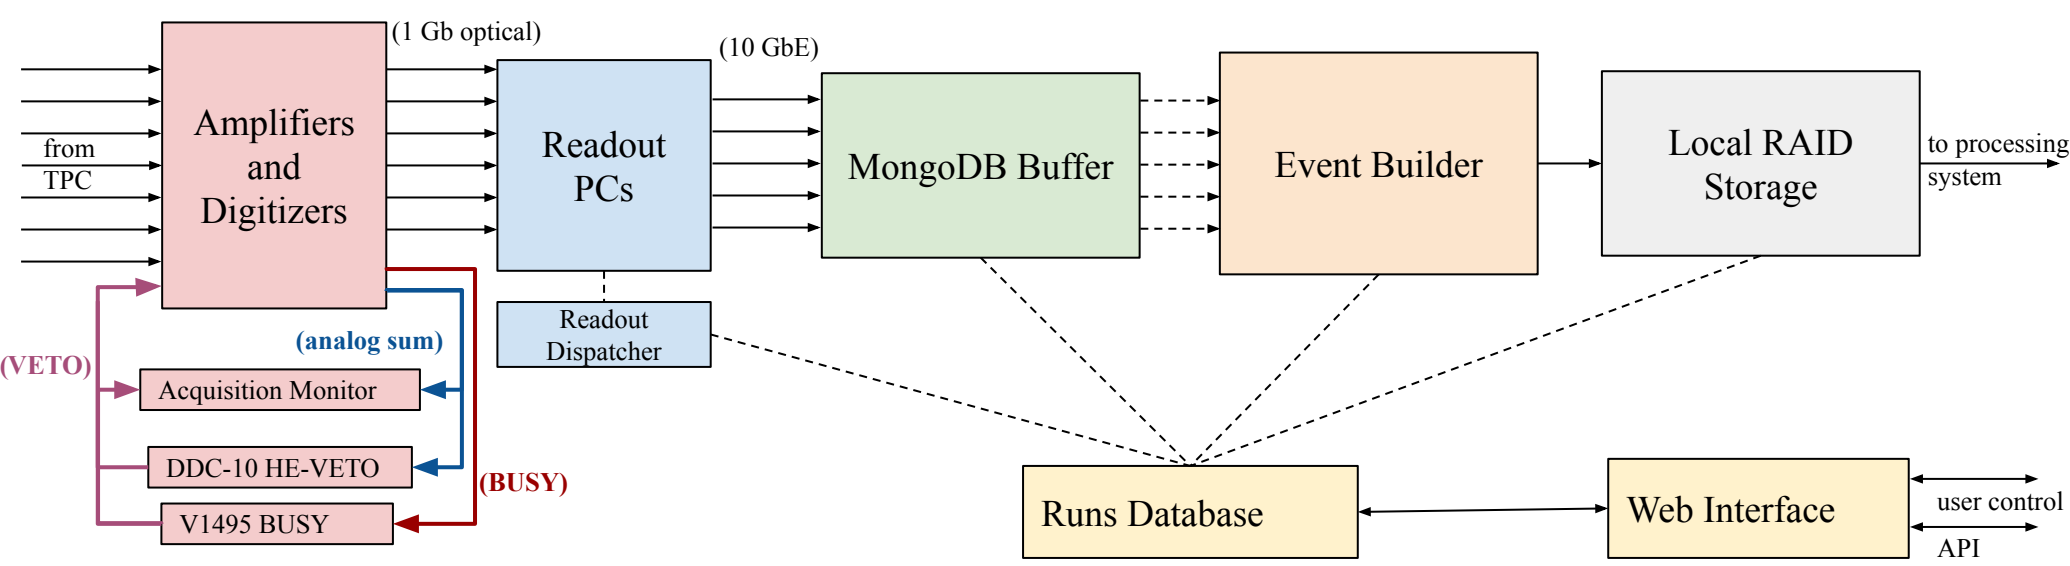 (1 Gb optical)
(10 GbE)
from
TPC
Amplifiers
and
Digitizers
Readout
PCs
MongoDB Buffer
Event Builder
Local RAID
Storage
to processing
system
Readout
Dispatcher
(analog sum)
(VETO)
Acquisition Monitor
DDC-10 HE-VETO
(BUSY)
V1495 BUSY
Runs Database
Web Interface
user control
API